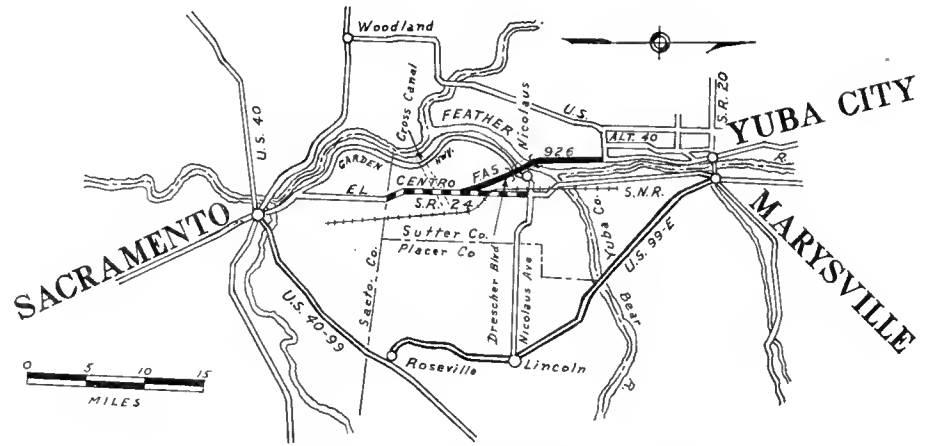 Woodland
U.S. 40
Cross Canal
FEATHER
Nicolaus
U.S.
ALT. 40
S.R. 20
YUBA CITY
R.
GARDEN
HWY.
926
F.A.S.
EL CENTRO
S.R. 24
S.N.R.
SACRAMENTO
MARYSVILLE
Sutter Co.
Placer Co
Yuba Co.
U.S. 99-E
Sacto. Co.
Drescher Blvd
Nicolaus Ave
Bear
R
U.S. 40-99
Roseville
Lincoln
0 5 10 15
MILES